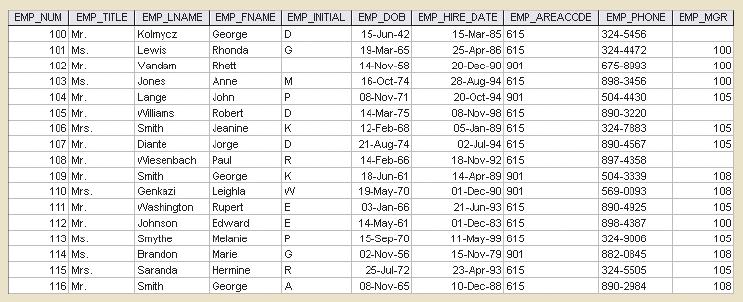 EMP_NUM EMP_TITLE EMP_LNAME EMP_FNAME EMP_INITIAL EMP_DOB EMP_HIRE_DATE EMP_AREACODE EMP_PHONE EMP_MGR
100 Mr. Kolmycz George D 15-Jun-42 15-Mar-85 615 324-5456
101 Ms. Lewis Rhonda G 19-Mar-65 25-Apr-86 615 324-4472 100
102 Mr. Vandam Rhett 14-Nov-58 20-Dec-90 901 675-8993 100
103 Ms. Jones Anne M 16-Oct-74 28-Aug-94 615 898-3456 100
104 Mr. Lange John P 08-Nov-71 20-Oct-94 901 504-4430 105
105 Mr. Williams Robert D 14-Mar-75 08-Nov-98 615 890-3220
106 Mrs. Smith Jeanine K 12-Feb-68 05-Jan-89 615 324-7883 105
107 Mr. Diante Jorge D 21-Aug-74 02-Jul-94 615 890-4567 105
108 Mr. Wiesenbach Paul R 14-Feb-66 18-Nov-92 615 897-4358
109 Mr. Smith George K 18-Jun-61 14-Apr-89 901 504-3339 108
110 Mrs. Genkazi Leighla W 19-May-70 01-Dec-90 901 569-0093 108
111 Mr. Washington Rupert E 03-Jan-66 21-Jun-93 615 890-4925 105
112 Mr. Johnson Edward E 14-May-61 01-Dec-83 615 898-4387 100
113 Ms. Smythe Melanie P 15-Sep-70 11-May-99 615 324-9006 105
114 Ms. Brandon Marie G 02-Nov-56 15-Nov-79 901 882-0845 108
115 Mrs. Saranda Hermine R 25-Jul-72 23-Apr-93 615 324-5505 105
116 Mr. Smith George A 08-Nov-65 10-Dec-88 615 890-2984 108